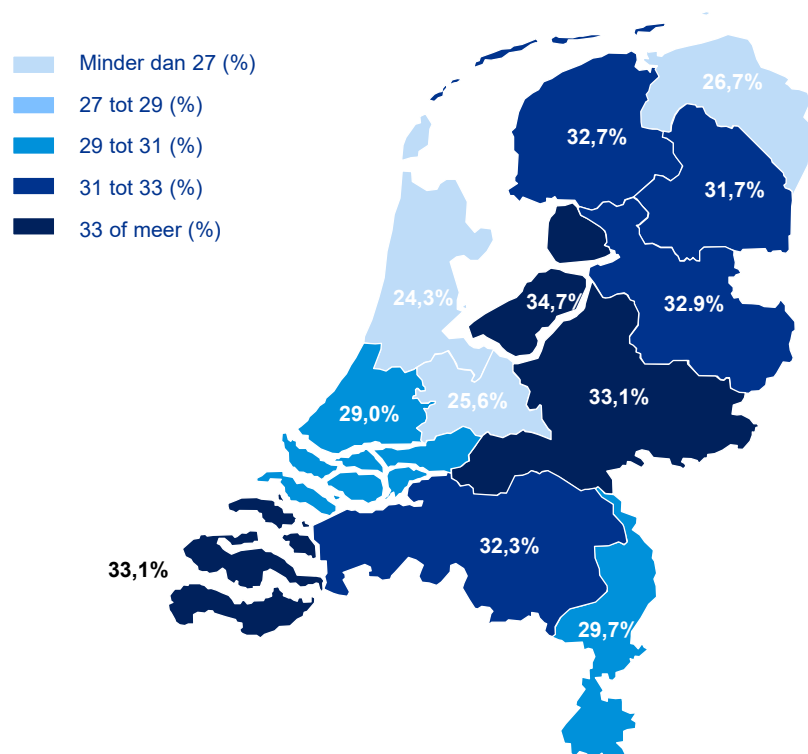 Minder dan 27 (%)
27 tot 29 (%)
29 tot 31 (%)
31 tot 33 (%)
33 of meer (%)
26,7%
32,7%
31,7%
24,3%
34,7%
32.9%
25,6%
33,1%
29,0%
32,3%
33,1%
29,7%